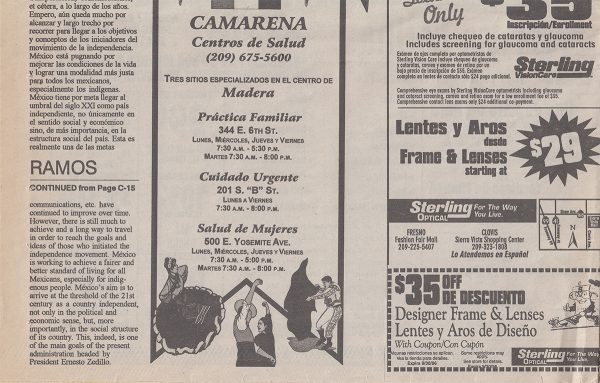 et cétera, a lo largo de los años.
Empero, aún queda mucho por
alcanzar y largo trecho por
recorrer para llegar a los objetivos
y conceptos de los iniciadores del
movimiento de la independencia.
México está pugnando por
mejorar las condiciones de la vida
y lograr una modalidad más justa
para todos los mexicanos,
especialmente los indígenas.
México tiene por meta llegar al
umbral del siglo XXI como país
independiente, no únicamente en
el sentido social y económico
sino, de más importancia, en la
estructura social del país. Esta es
realmente una de las metas
RAMOS
CONTINUED from Page C-15
communications, etc. have
continued to improve over time.
However, there is still much to
achieve and a long way to travel
in order to reach the goals and
ideas of those who initiated the
independence movement. México
is working to achieve a fairer and
better standard of living for all
Mexicans, especially for indig-
enous people. México's aim is to
arrive at the threshold of the 21st
century as a country independent,
not only in the political and
economic sense, but, more
importantly, in the social structure
of its country. This, indeed, is one
of the main goals of the present
administration headed by
President Ernesto Zedillo.
CAMARENA
Centros de Salud
(209) 675-5600
TRES SITIOS ESPECIALIZADOS EN EL CENTRO DE
Madera
Práctica Familiar
344 E. 6TH ST.
LUNES, MIÉRCOLES, JUEVES Y VIERNES
7:30 A.M. - 5:30 P.M.
MARTES 7:30 A.M. - 8:00 P.M.
Cuidado Urgente
201 S. "B" ST.
LUNES A VIERNES
7:30 A.M. - 8:00 P.M.
Salud de Mujeres
500 E. YOSEMITE AVE.
LUNES, MIÉRCOLES, JUEVES Y VIERNES
7:30 A.M. - 5:00 P.M.
MARTES 7:30 A.M. - 8:00 P.M.
Only
$35
Inscripción/Enrollment
Incluye chequeo de cataratas y glaucoma
Includes screening for glaucoma and cataracts
Sterling
VisionCare
Lentes y Aros
desde
Frame & Lenses
starting at
$29
Sterling
OPTICAL
For The Way
You Live.
FRESNO
Fashion Fair Mall
209-225-5407
CLOVIS
Sierra Vista Shopping Center
209-323-1808
Lo Atendemos en Español
N
$35 OFF
DE DESCUENTO
Designer Frame & Lenses
Lentes y Aros de Diseño
With Coupon/Con Cupón
Sterling
OPTICAL
For The Way
You Live.